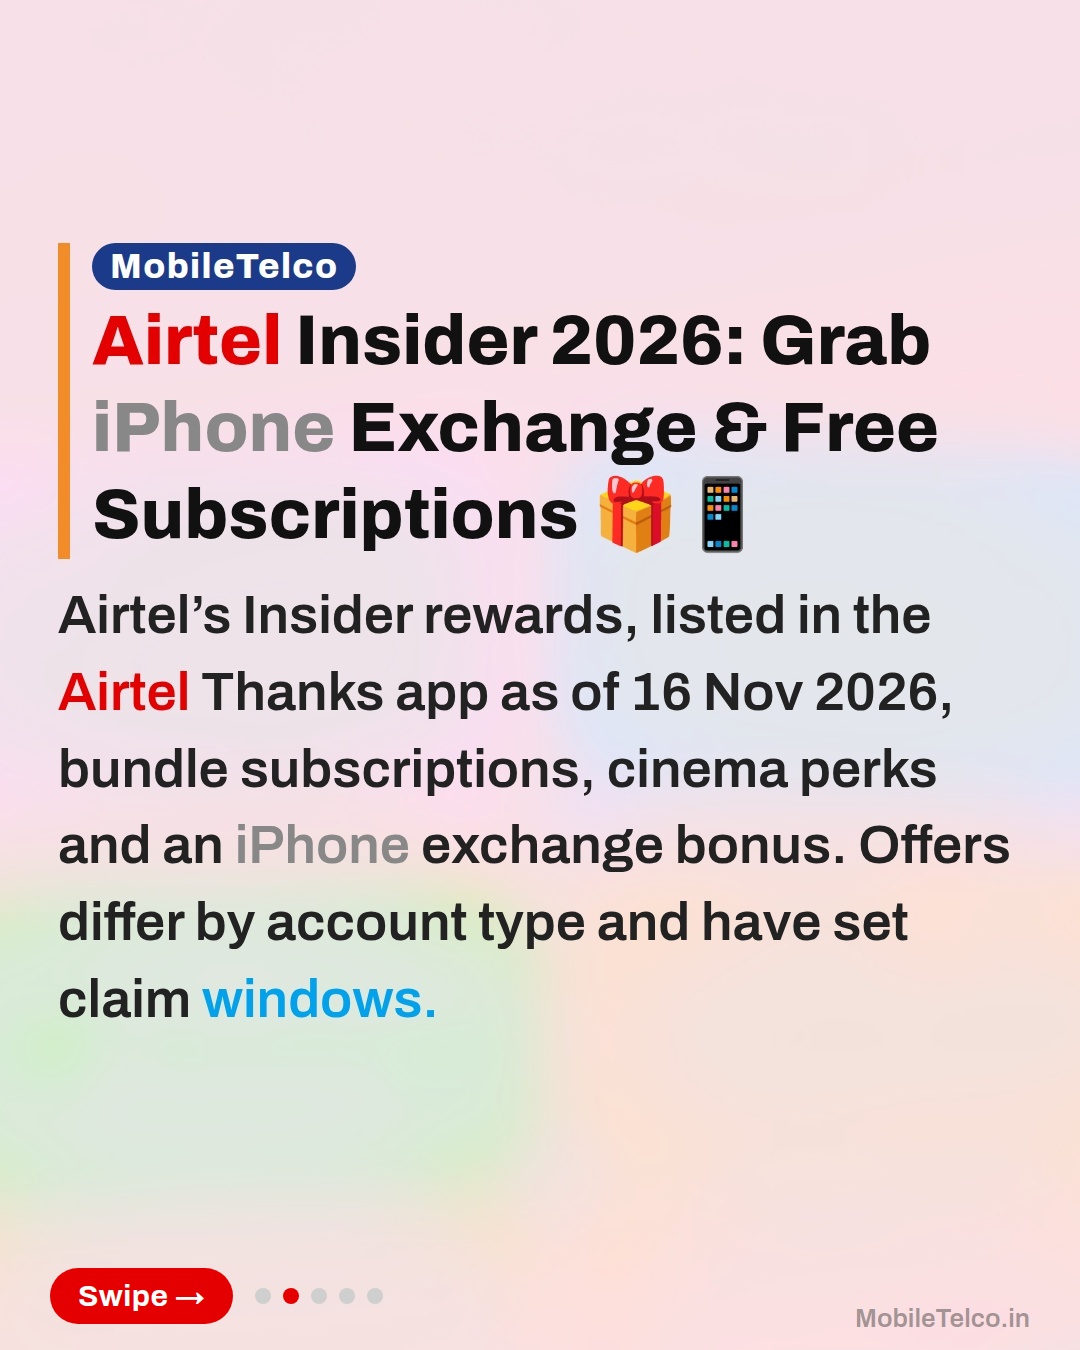 MobileTelco
Airtel Insider 2026: Grab
iPhone Exchange & Free
Subscriptions 🎁 📱
Airtel’s Insider rewards, listed in the
Airtel Thanks app as of 16 Nov 2026,
bundle subscriptions, cinema perks
and an iPhone exchange bonus. Offers
differ by account type and have set
claim windows.
Swipe →
MobileTelco.in